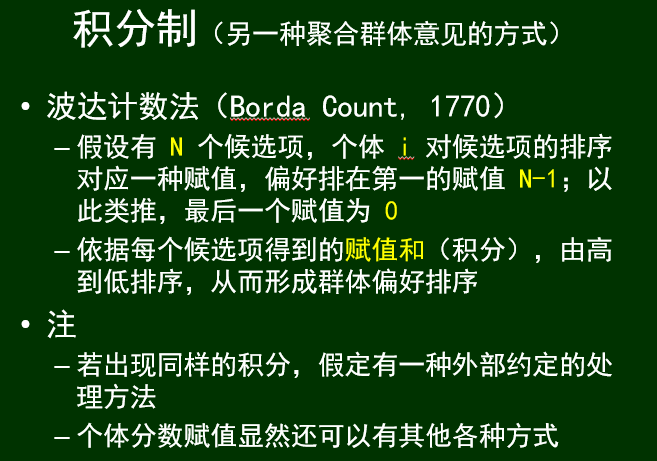 积分制（另一种聚合群体意见的方式）
• 波达计数法（Borda Count, 1770）
– 假设有 N 个候选项，个体 i 对候选项的排序
对应一种赋值，偏好排在第一的赋值 N-1；以
此类推，最后一个赋值为 0
– 依据每个候选项得到的赋值和（积分），由高
到低排序，从而形成群体偏好排序
• 注
– 若出现同样的积分，假定有一种外部约定的处
理方法
– 个体分数赋值显然还可以有其他各种方式